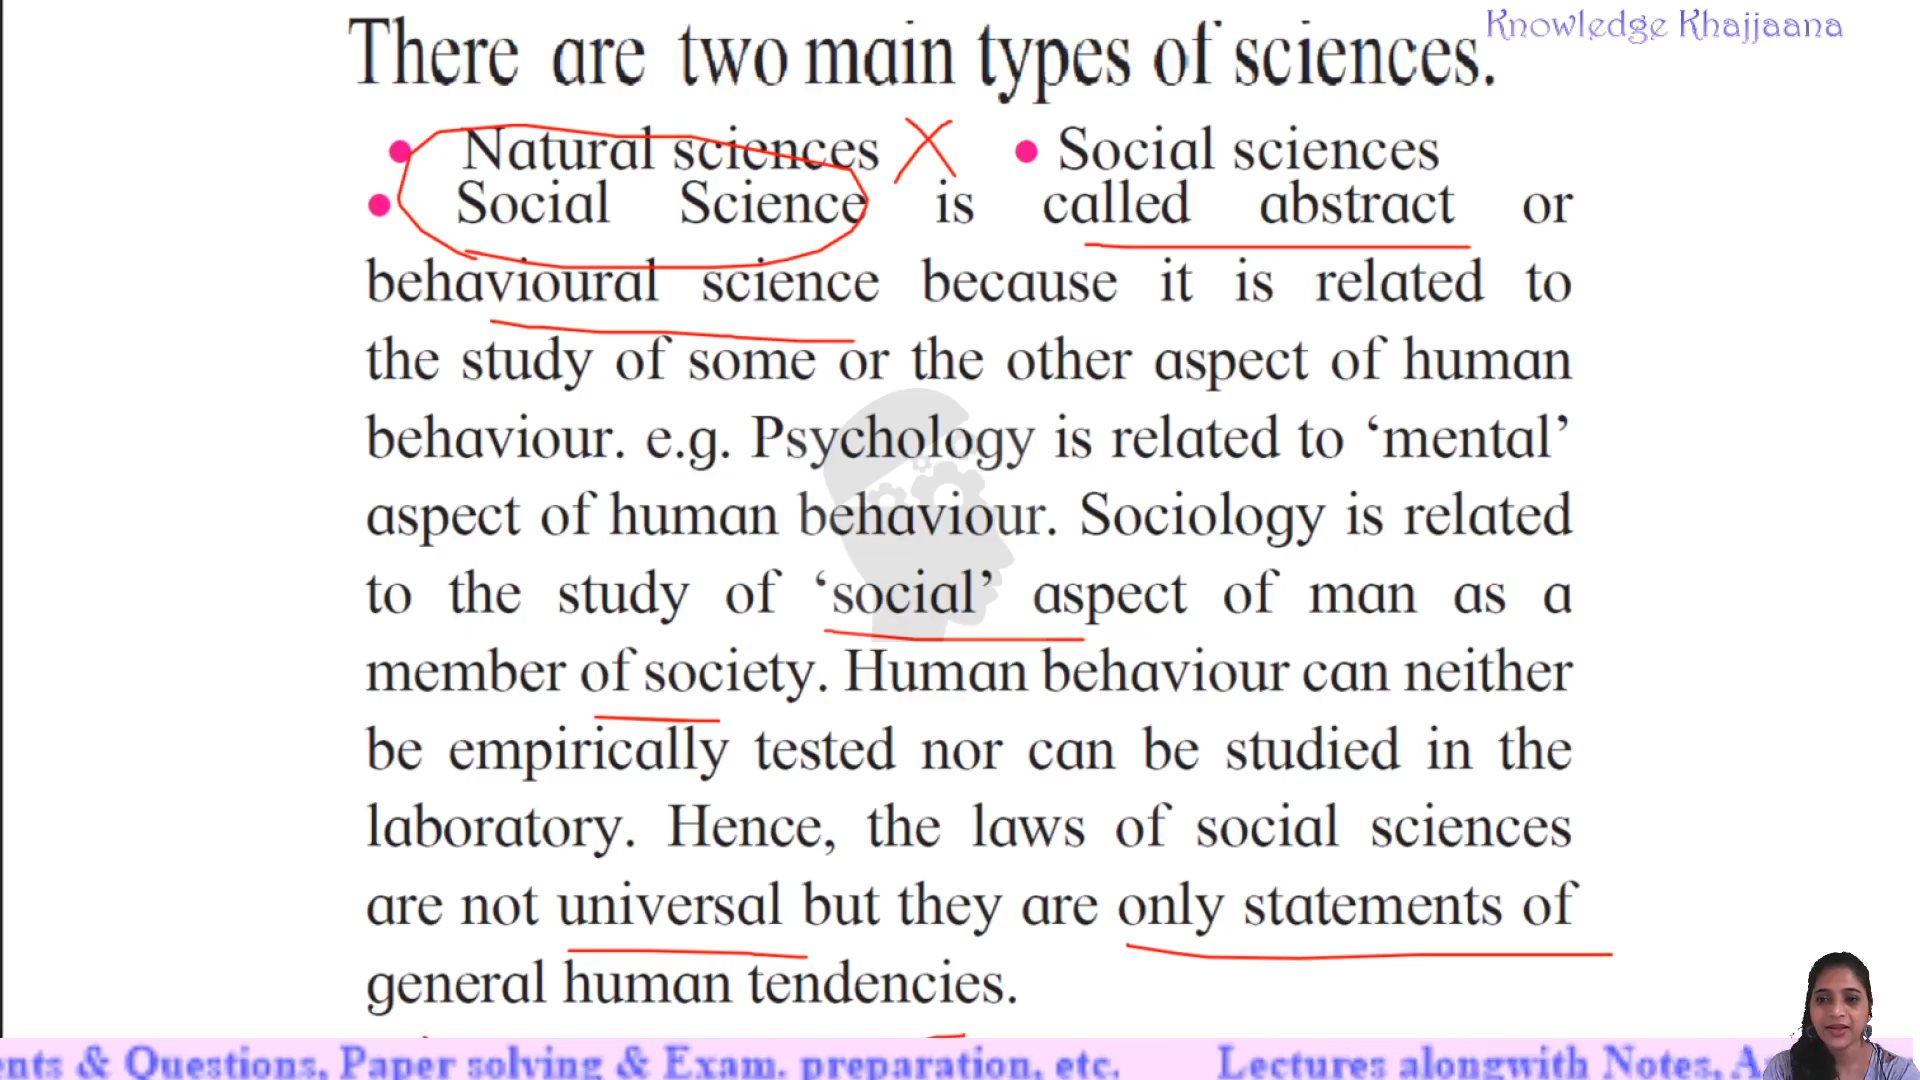 Knowledge Khajjaana
There are two main types of sciences.
• Natural sciences • Social sciences
• Social Science is called abstract or
behavioural science because it is related to
the study of some or the other aspect of human
behaviour. e.g. Psychology is related to ‘mental’
aspect of human behaviour. Sociology is related
to the study of ‘social’ aspect of man as a
member of society. Human behaviour can neither
be empirically tested nor can be studied in the
laboratory. Hence, the laws of social sciences
are not universal but they are only statements of
general human tendencies.
& Questions, Paper solving & Exam. preparation, etc. Lectures alongwith Notes,